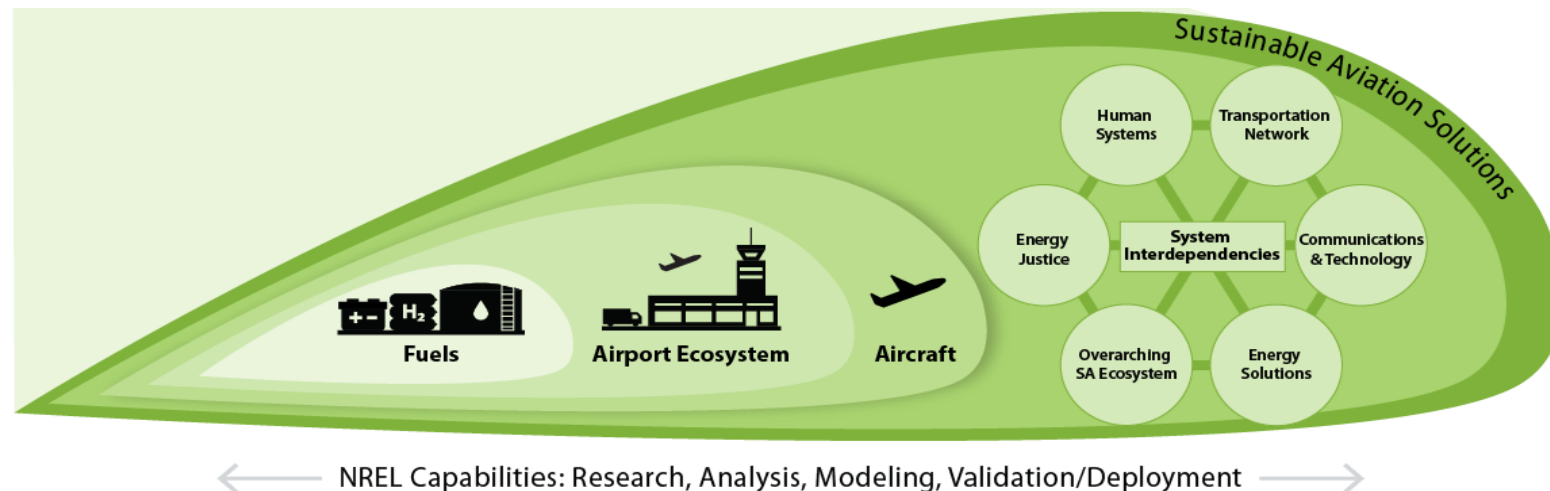 Sustainable Aviation Solutions
Human
Systems
Transportation
Network
Energy
Justice
System
Interdependencies
Communications
& Technology
Overarching
SA Ecosystem
Energy
Solutions
+ −
H₂
Fuels
Airport Ecosystem
Aircraft
NREL Capabilities: Research, Analysis, Modeling, Validation/Deployment